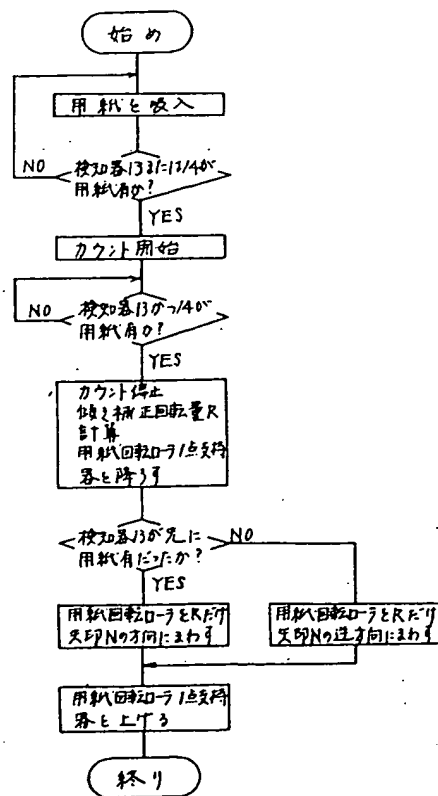 始め
用紙を吸入
検知器13または14が
用紙有か?
NO
YES
カウント開始
検知器13かつ14が
用紙有か?
NO
YES
カウント停止
傾き補正回転量R
計算
用紙回転ローラ1点支持
器を降ろす
検知器13が先に
用紙有だったか?
NO
YES
用紙回転ローラをRだけ
矢印Nの方向にまわす
用紙回転ローラをRだけ
矢印Nの逆方向にまわす
用紙回転ローラ1点支持
器を上げる
終り